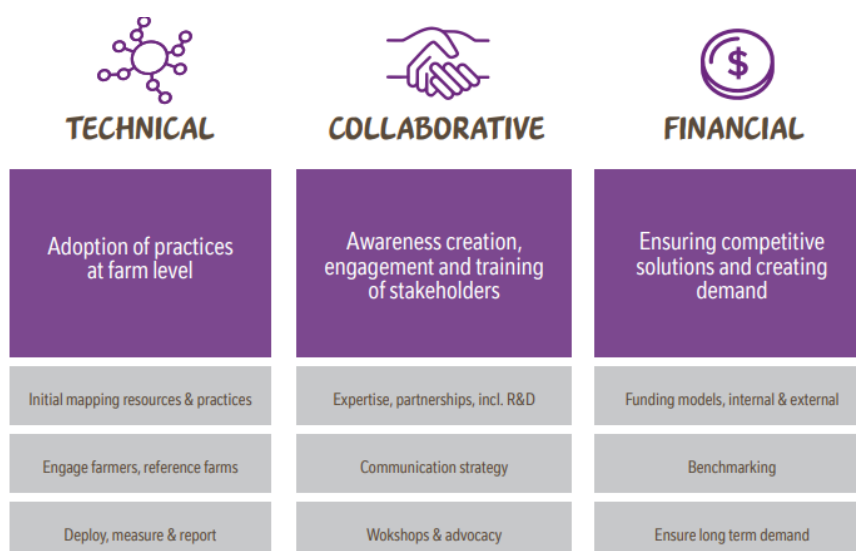 TECHNICAL
Adoption of practices
at farm level
Initial mapping resources & practices
Engage farmers, reference farms
Deploy, measure & report
COLLABORATIVE
Awareness creation,
engagement and training
of stakeholders
Expertise, partnerships, incl. R&D
Communication strategy
Wokshops & advocacy
$
FINANCIAL
Ensuring competitive
solutions and creating
demand
Funding models, internal & external
Benchmarking
Ensure long term demand